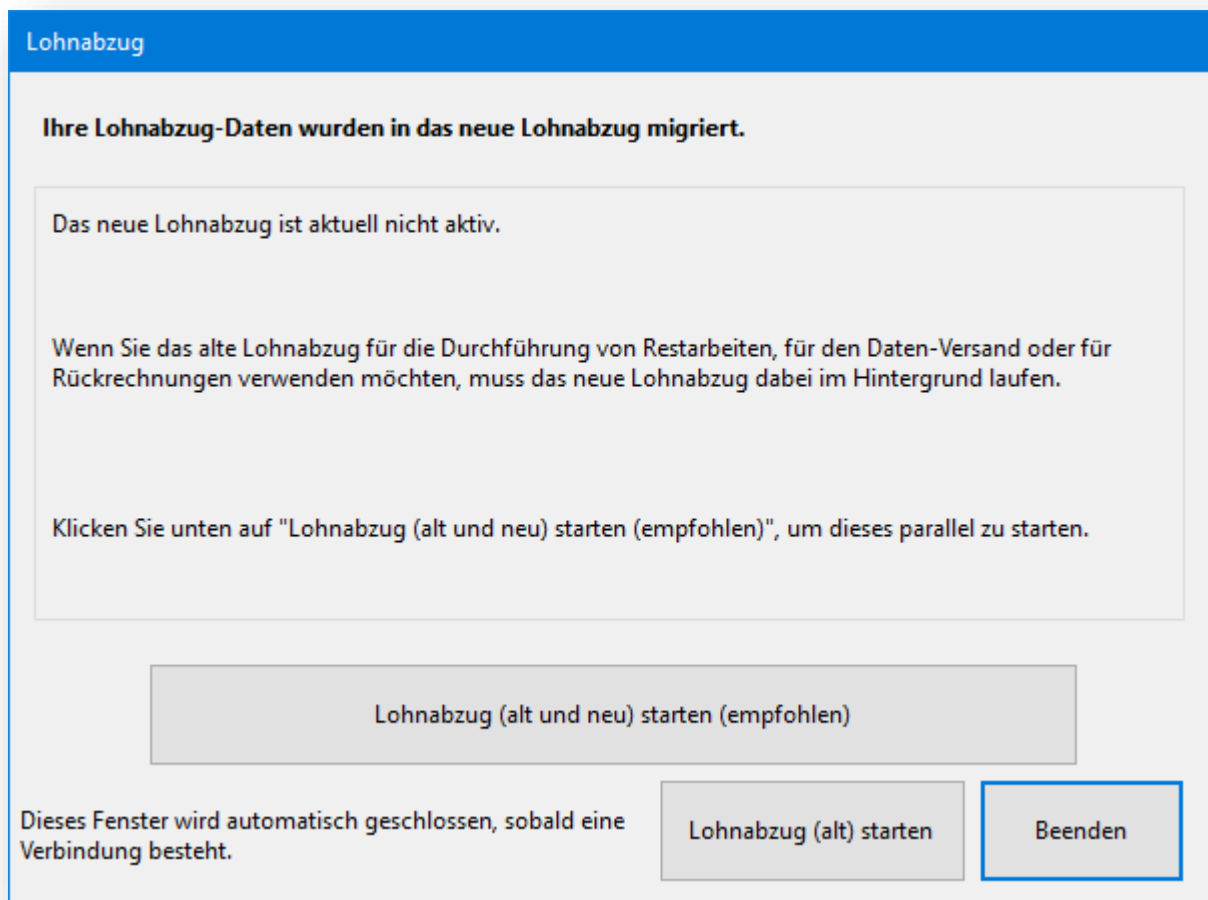 Lohnabzug
Ihre Lohnabzug-Daten wurden in das neue Lohnabzug migriert.
Das neue Lohnabzug ist aktuell nicht aktiv.
Wenn Sie das alte Lohnabzug für die Durchführung von Restarbeiten, für den Daten-Versand oder für
Rückrechnungen verwenden möchten, muss das neue Lohnabzug dabei im Hintergrund laufen.
Klicken Sie unten auf "Lohnabzug (alt und neu) starten (empfohlen)", um dieses parallel zu starten.
Lohnabzug (alt und neu) starten (empfohlen)
Dieses Fenster wird automatisch geschlossen, sobald eine
Verbindung besteht.
Lohnabzug (alt) starten
Beenden